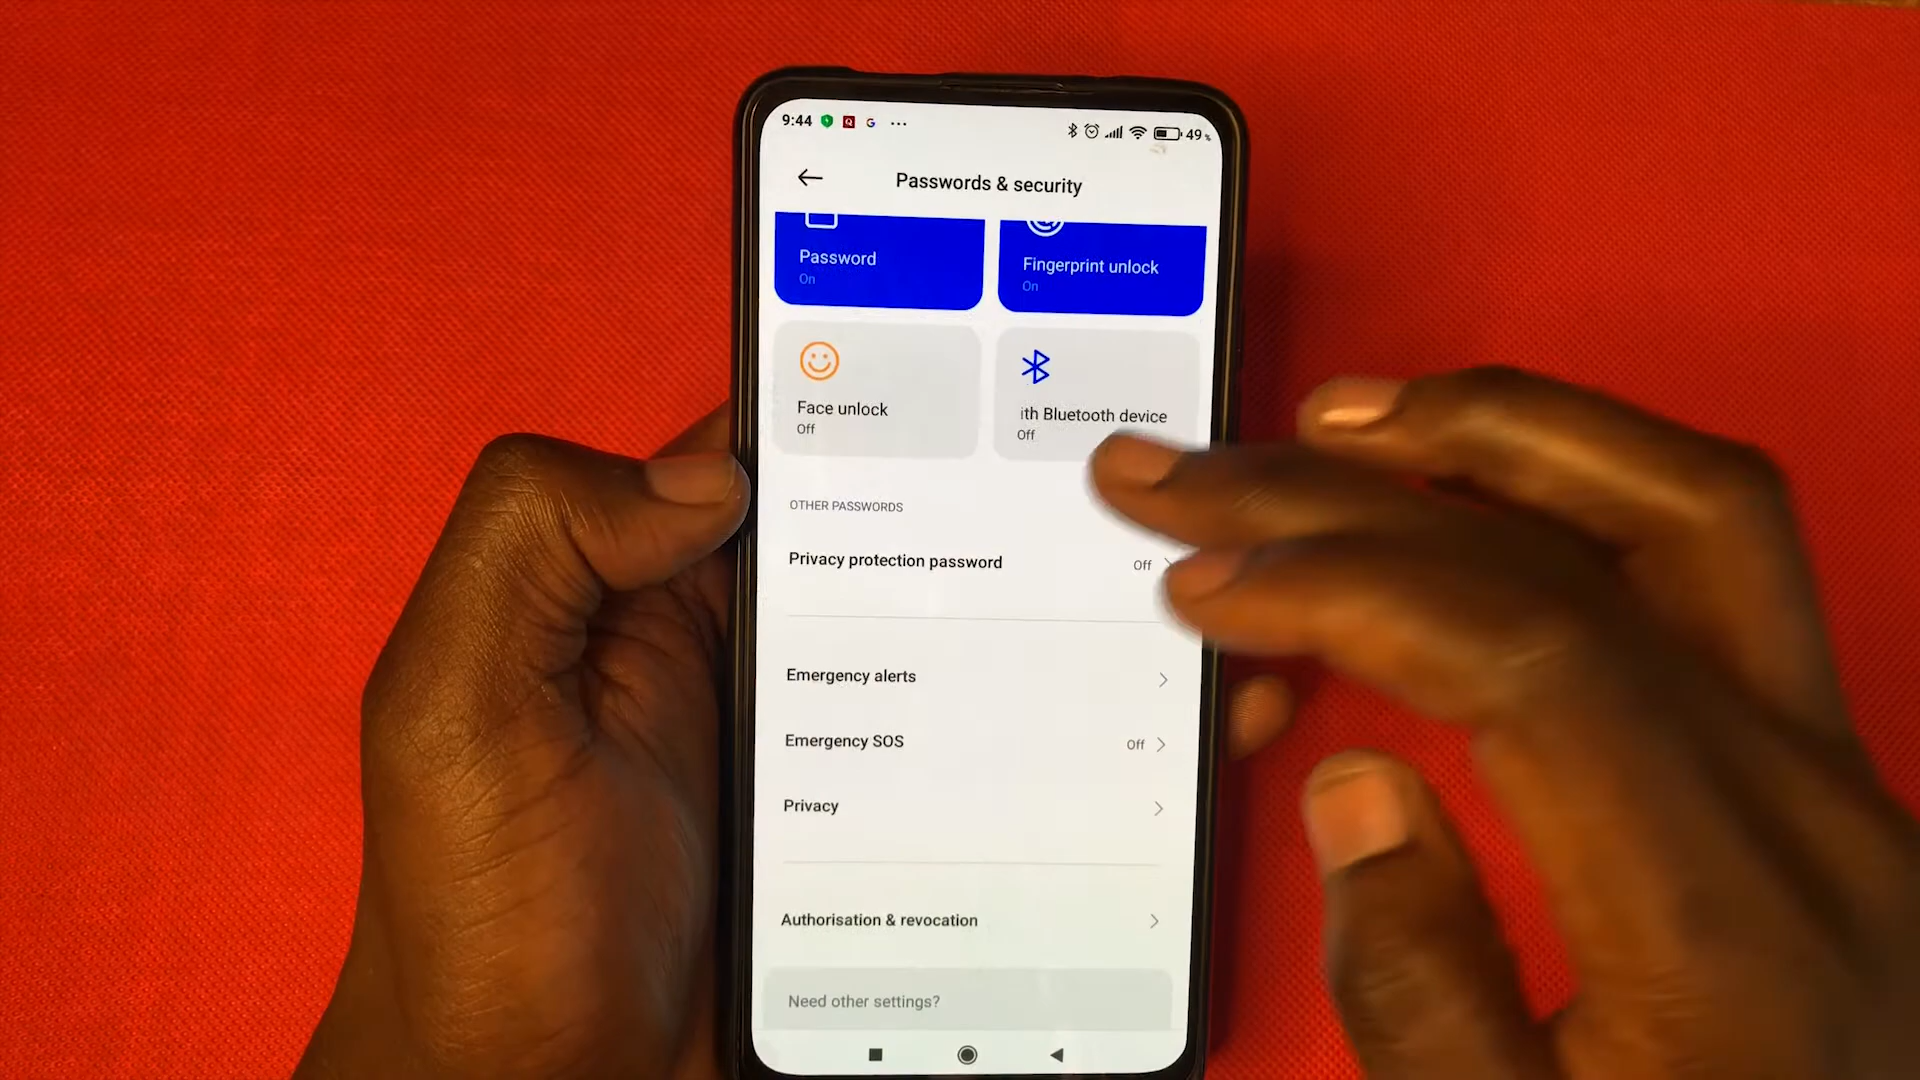 9:44
49%
Passwords & security
Password
On
Fingerprint unlock
On
Face unlock
Off
ith Bluetooth device
Off
OTHER PASSWORDS
Privacy protection password
Off
Emergency alerts
Emergency SOS
Off
Privacy
Authorisation & revocation
Need other settings?